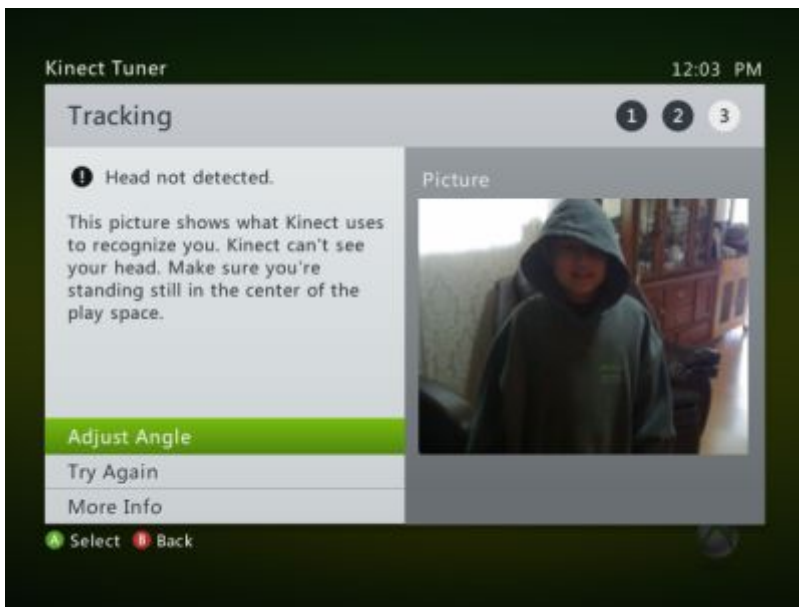 Kinect Tuner
12:03 PM
Tracking
1 2 3
! Head not detected.
Picture
This picture shows what Kinect uses
to recognize you. Kinect can't see
your head. Make sure you're
standing still in the center of the
play space.
Adjust Angle
Try Again
More Info
A Select B Back